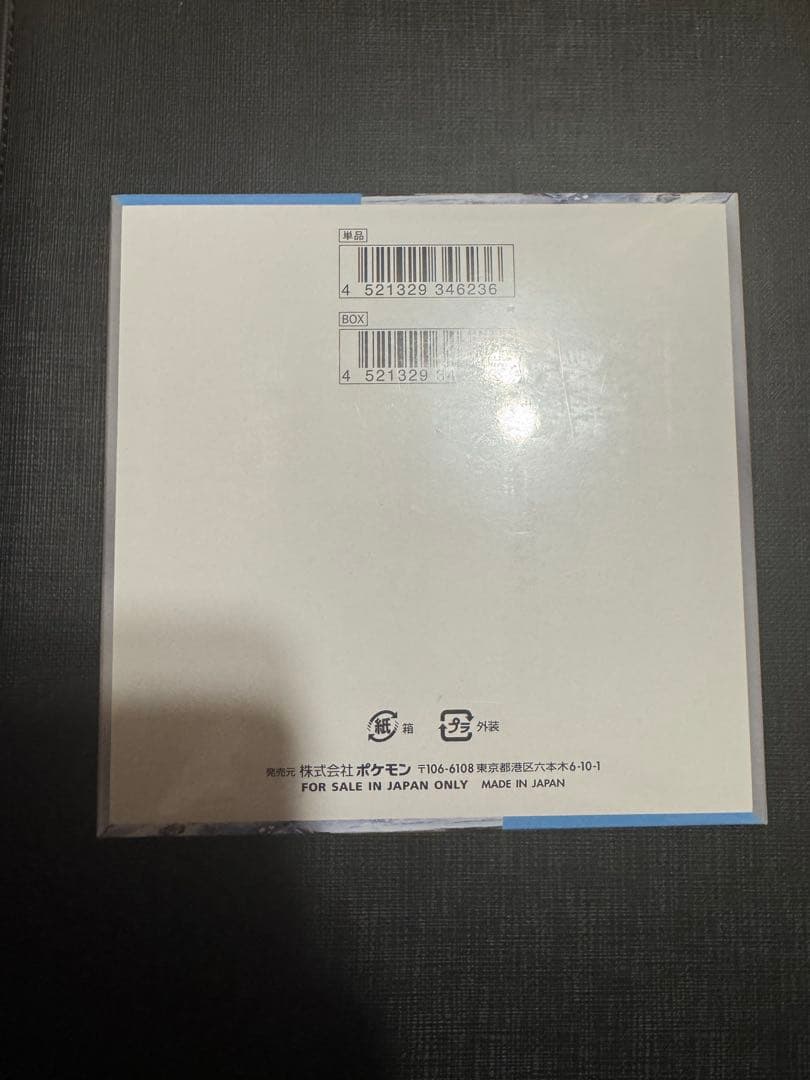 単品
4 521329 346236
BOX
4 521329 34
紙 箱
プラ 外装
発売元 株式会社ポケモン 〒106-6108 東京都港区六本木6-10-1
FOR SALE IN JAPAN ONLY MADE IN JAPAN